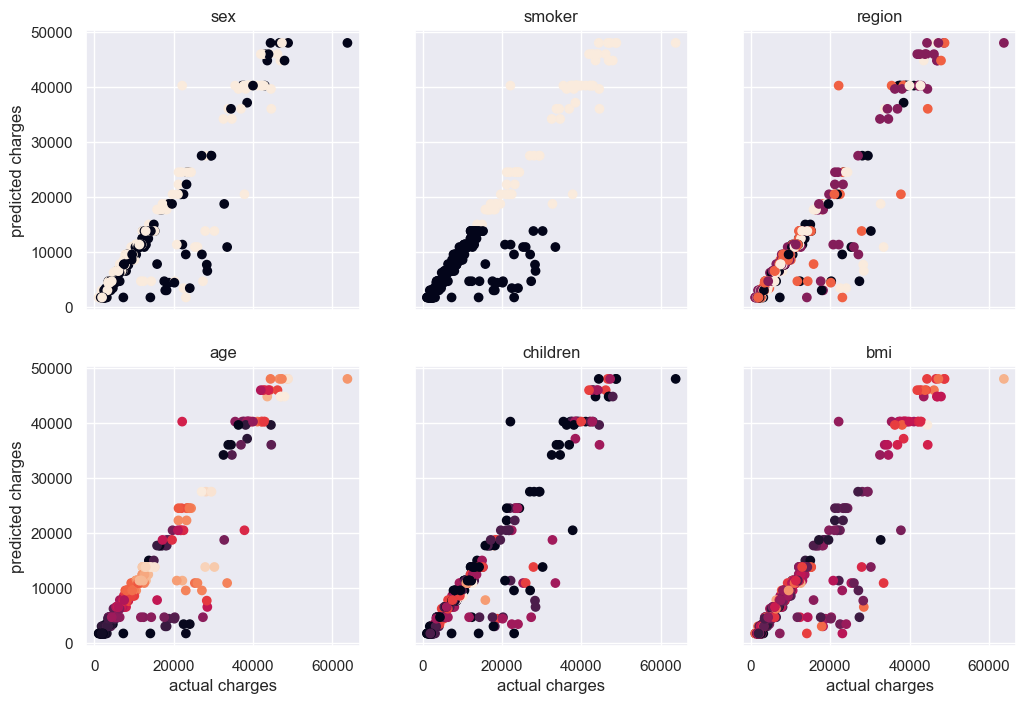 sex
smoker
region
predicted charges
50000
40000
30000
20000
10000
0
age
children
bmi
predicted charges
50000
40000
30000
20000
10000
0
0 20000 40000 60000
0 20000 40000 60000
0 20000 40000 60000
actual charges
actual charges
actual charges